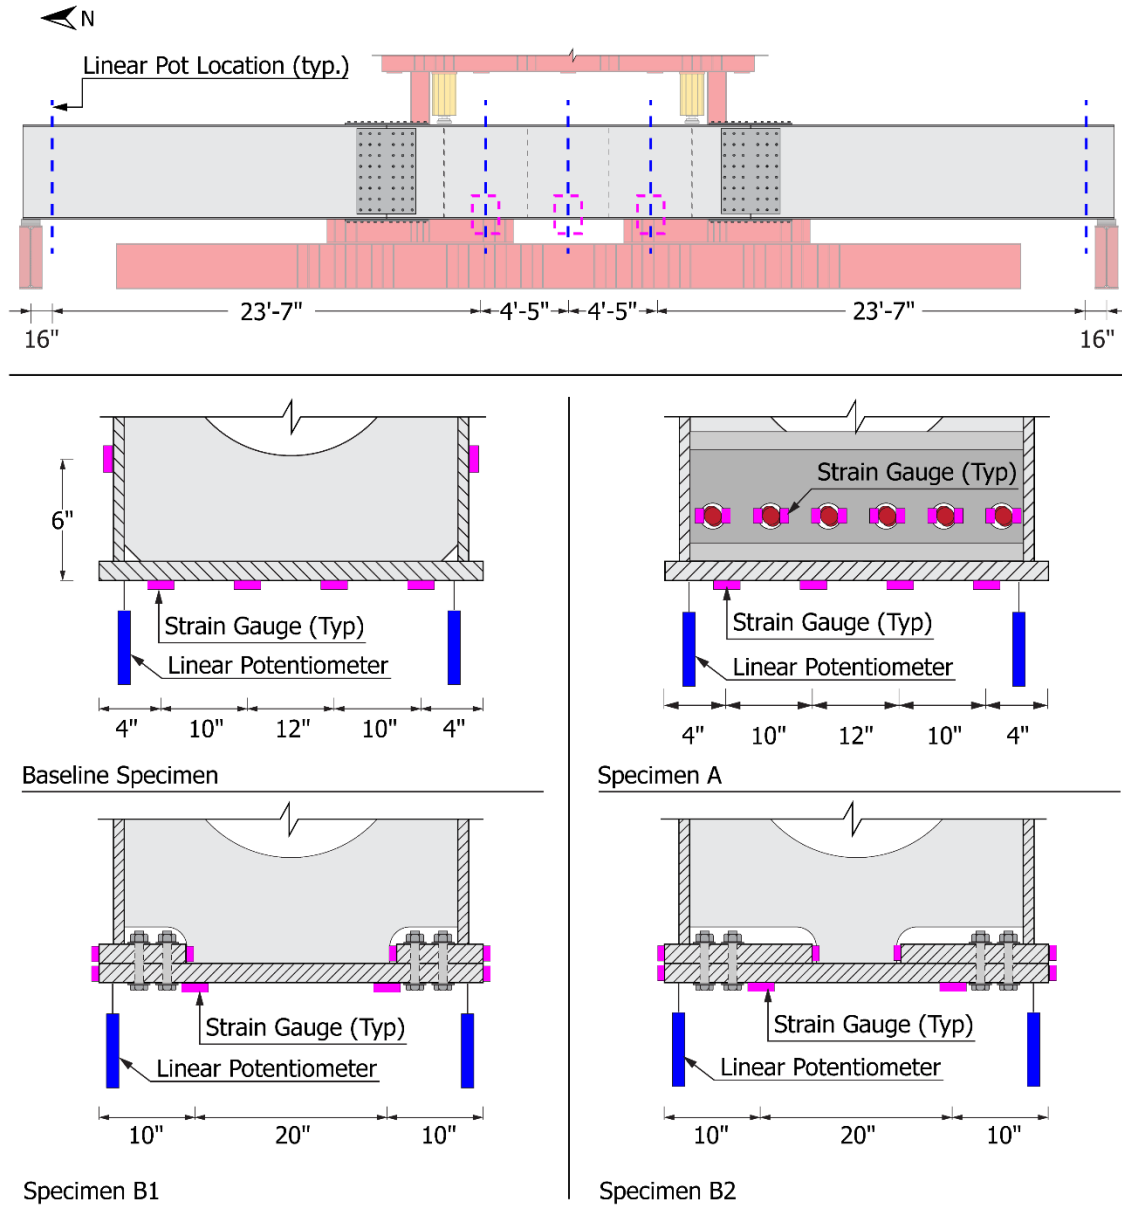 N
Linear Pot Location (typ.)
23'-7" 4'-5" 4'-5" 23'-7"
16" 16"
6"
Strain Gauge (Typ)
Linear Potentiometer
4" 10" 12" 10" 4"
Baseline Specimen
Strain Gauge (Typ)
Strain Gauge (Typ)
Linear Potentiometer
4" 10" 12" 10" 4"
Specimen A
Strain Gauge (Typ)
Linear Potentiometer
10" 20" 10"
Specimen B1
Strain Gauge (Typ)
Linear Potentiometer
10" 20" 10"
Specimen B2